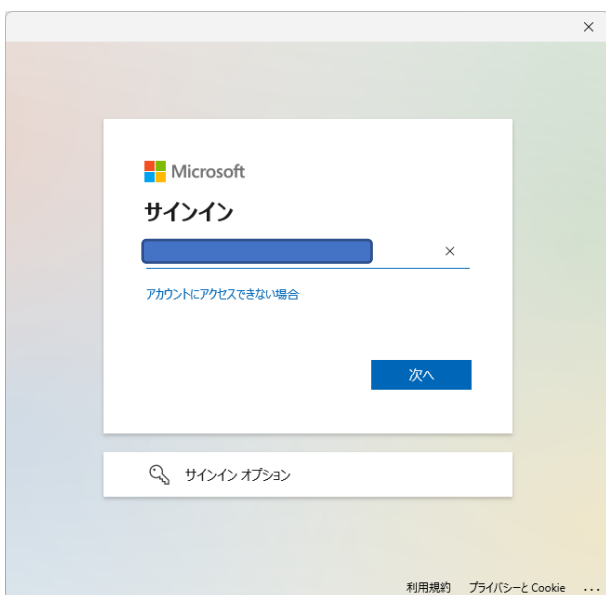 Microsoft
サインイン
アカウントにアクセスできない場合
次へ
サインイン オプション
利用規約 プライバシーと Cookie ...